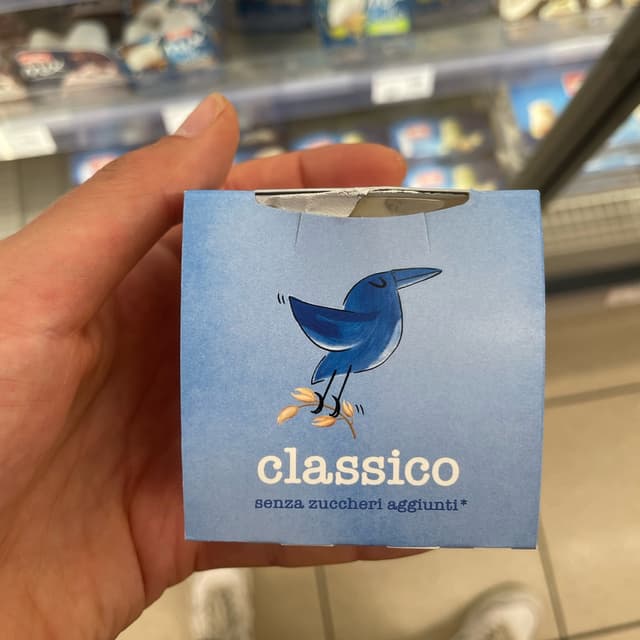 classico
senza zuccheri aggiunti*